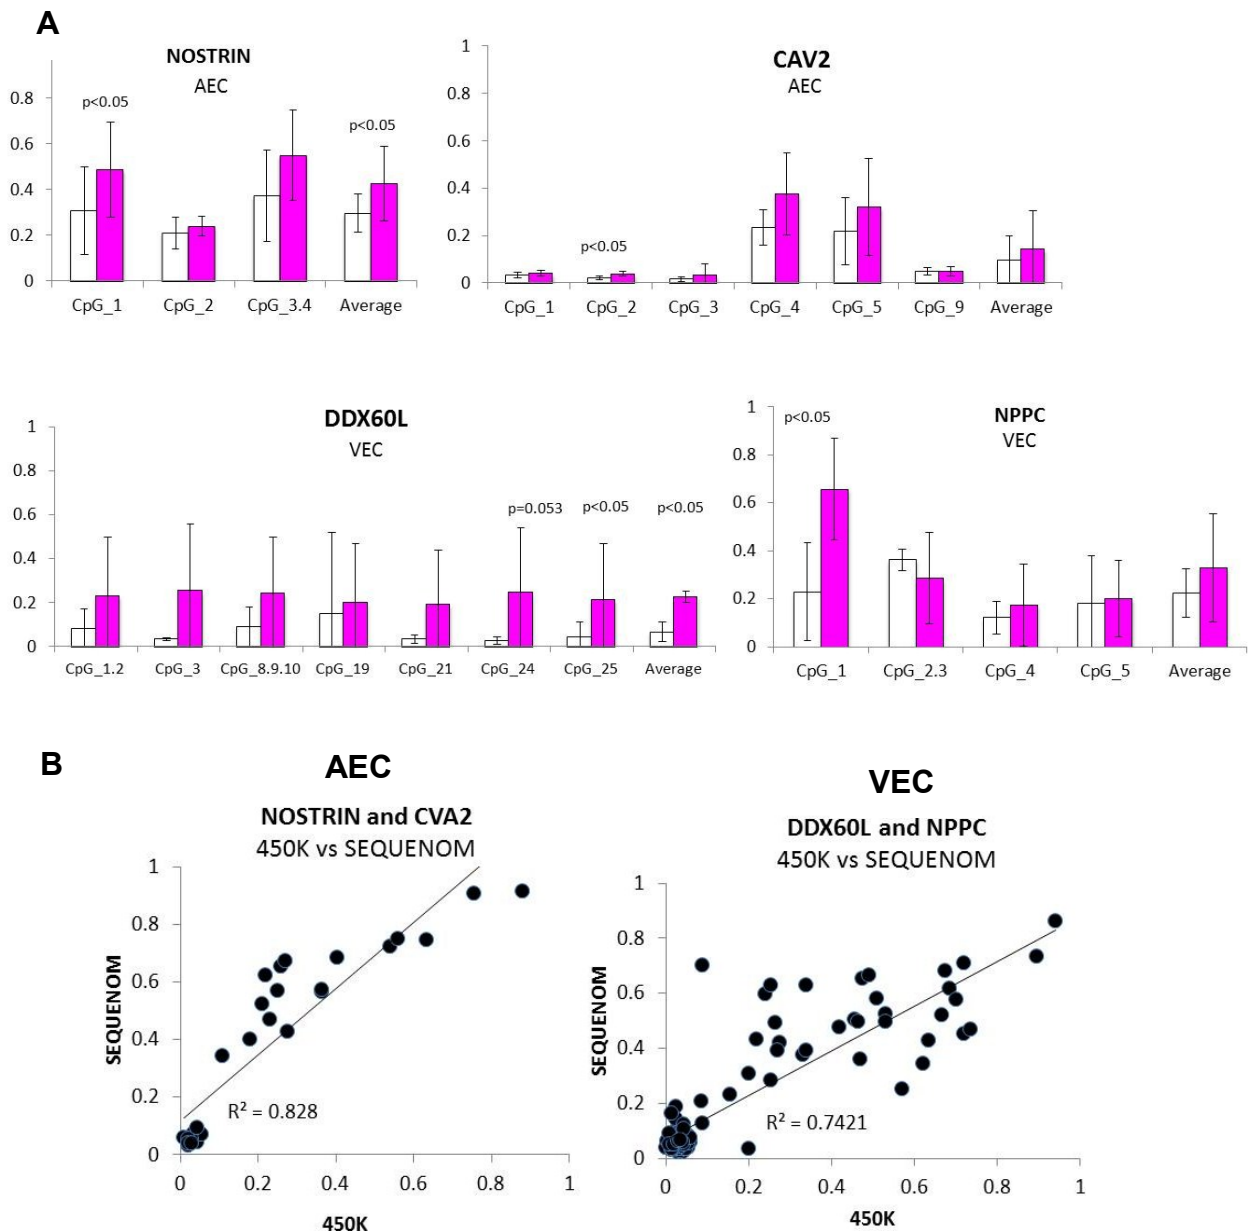 A
NOSTRIN
AEC
0.8
0.6
0.4
0.2
0
p<0.05
p<0.05
CpG_1 CpG_2 CpG_3.4 Average
CAV2
AEC
1
0.8
0.6
0.4
0.2
0
p<0.05
CpG_1 CpG_2 CpG_3 CpG_4 CpG_5 CpG_9 Average
DDX60L
VEC
1
0.8
0.6
0.4
0.2
0
p=0.053 p<0.05 p<0.05
CpG_1.2 CpG_3 CpG_8.9.10 CpG_19 CpG_21 CpG_24 CpG_25 Average
NPPC
VEC
1
0.8
0.6
0.4
0.2
0
p<0.05
CpG_1 CpG_2.3 CpG_4 CpG_5 Average
B
AEC
NOSTRIN and CVA2
450K vs SEQUENOM
SEQUENOM
1
0.8
0.6
0.4
0.2
0
R² = 0.828
0 0.2 0.4 0.6 0.8 1
450K
VEC
DDX60L and NPPC
450K vs SEQUENOM
SEQUENOM
1
0.8
0.6
0.4
0.2
0
R² = 0.7421
0 0.2 0.4 0.6 0.8 1
450K